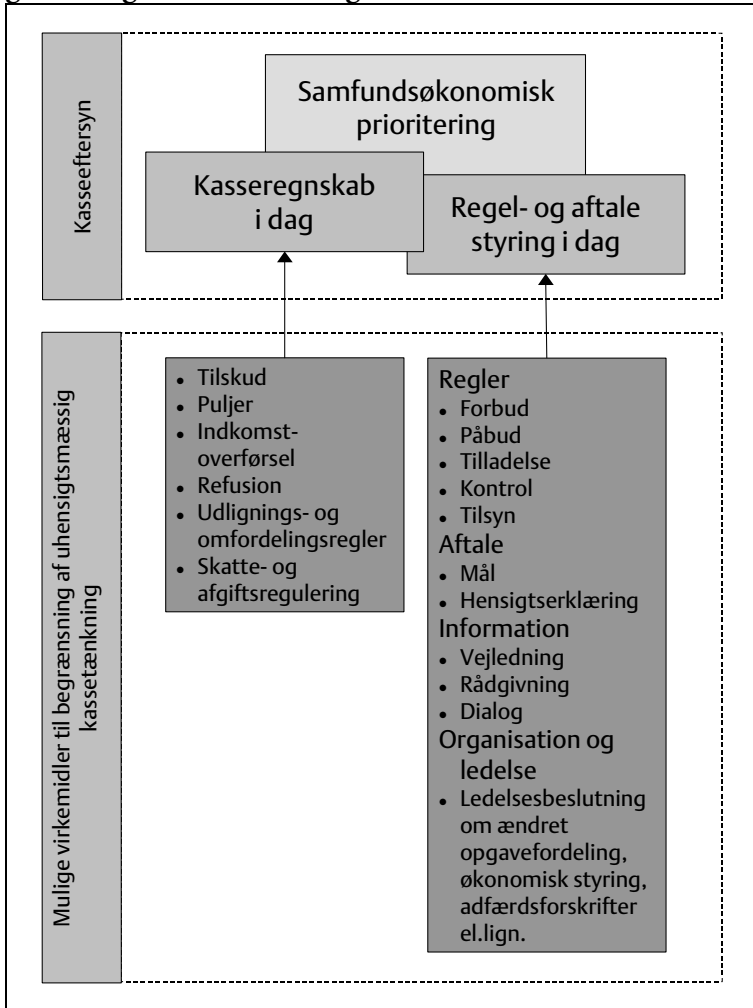 Kasseeftersyn
Samfundsøkonomisk
prioritering
Kasseregnskab
i dag
Regel- og aftale
styring i dag
Mulige virkemidler til begrænsning af uhensigtsmæssig
kassetænkning
• Tilskud
• Puljer
• Indkomst-
overførsel
• Refusion
• Udlignings- og
omfordelingsregler
• Skatte- og
afgiftsregulering
Regler
• Forbud
• Påbud
• Tilladelse
• Kontrol
• Tilsyn
Aftale
• Mål
• Hensigtserklæring
Information
• Vejledning
• Rådgivning
• Dialog
Organisation og
ledelse
• Ledelsesbeslutning
om ændret
opgavefordeling,
økonomisk styring,
adfærdsforskrifter
el.lign.